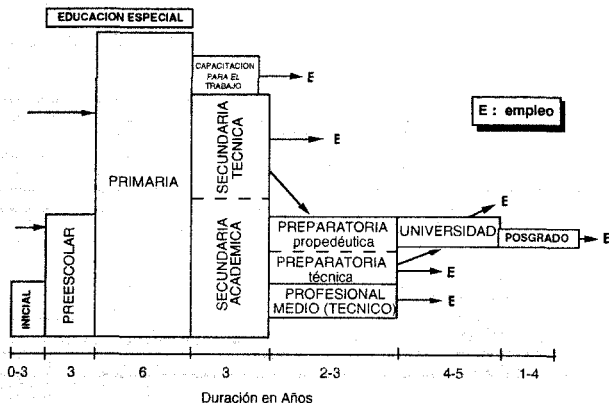 EDUCACION ESPECIAL
CAPACITACION
PARA EL
TRABAJO
E
E : empleo
SECUNDARIA
TECNICA
E
PRIMARIA
PREESCOLAR
INICIAL
SECUNDARIA
ACADEMICA
PREPARATORIA
propedéutica
UNIVERSIDAD
E
POSGRADO
E
PREPARATORIA
técnica
E
PROFESIONAL
MEDIO (TECNICO)
E
0-3 3 6 3 2-3 4-5 1-4
Duración en Años